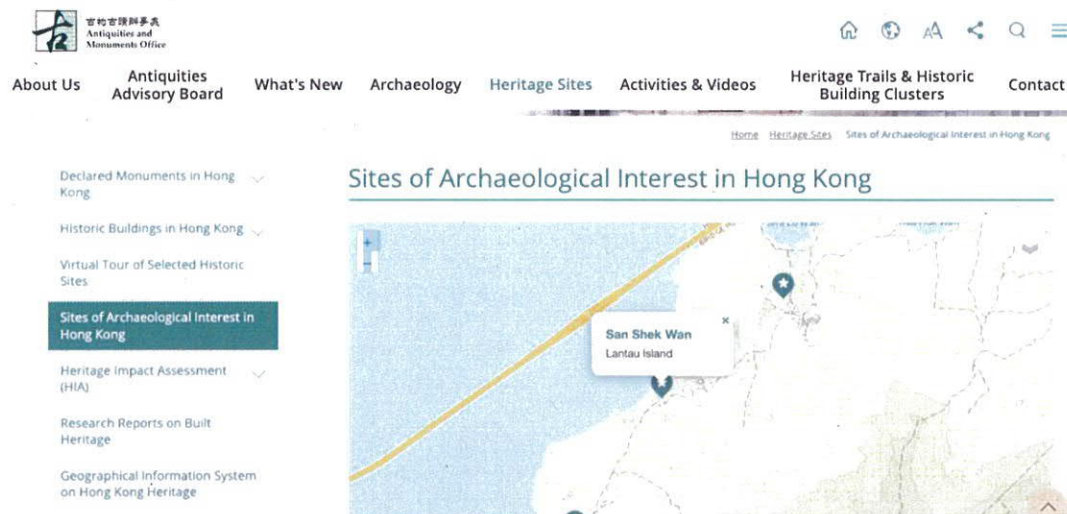 古物古蹟辦事處
Antiquities and
Monuments Office
AA
About Us
Antiquities
Advisory Board
What's New
Archaeology
Heritage Sites
Activities & Videos
Heritage Trails & Historic
Building Clusters
Contact
Home Heritage Sites Sites of Archaeological Interest in Hong Kong
Declared Monuments in Hong
Kong
Historic Buildings in Hong Kong
Virtual Tour of Selected Historic
Sites
Sites of Archaeological Interest in
Hong Kong
Heritage Impact Assessment
(HIA)
Research Reports on Built
Heritage
Geographical Information System
on Hong Kong Heritage
Sites of Archaeological Interest in Hong Kong
+
San Shek Wan
×
Lantau Island